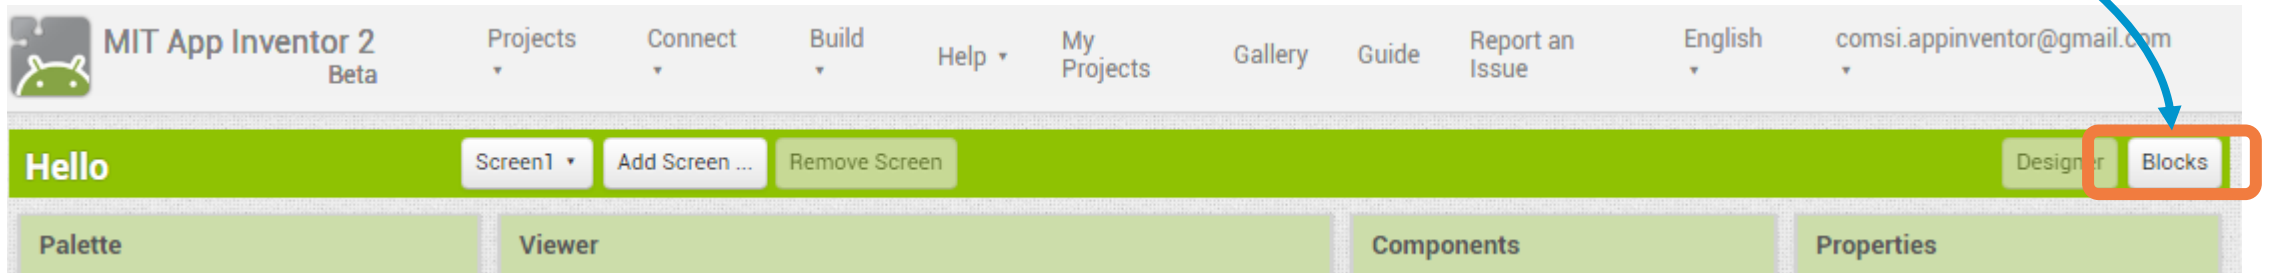 MIT App Inventor 2
Beta
Projects
Connect
Build
Help
My
Projects
Gallery
Guide
Report an
Issue
English
comsi.appinventor@gmail.com
Hello
Screen1
Add Screen ...
Remove Screen
Designer
Blocks
Palette
Viewer
Components
Properties